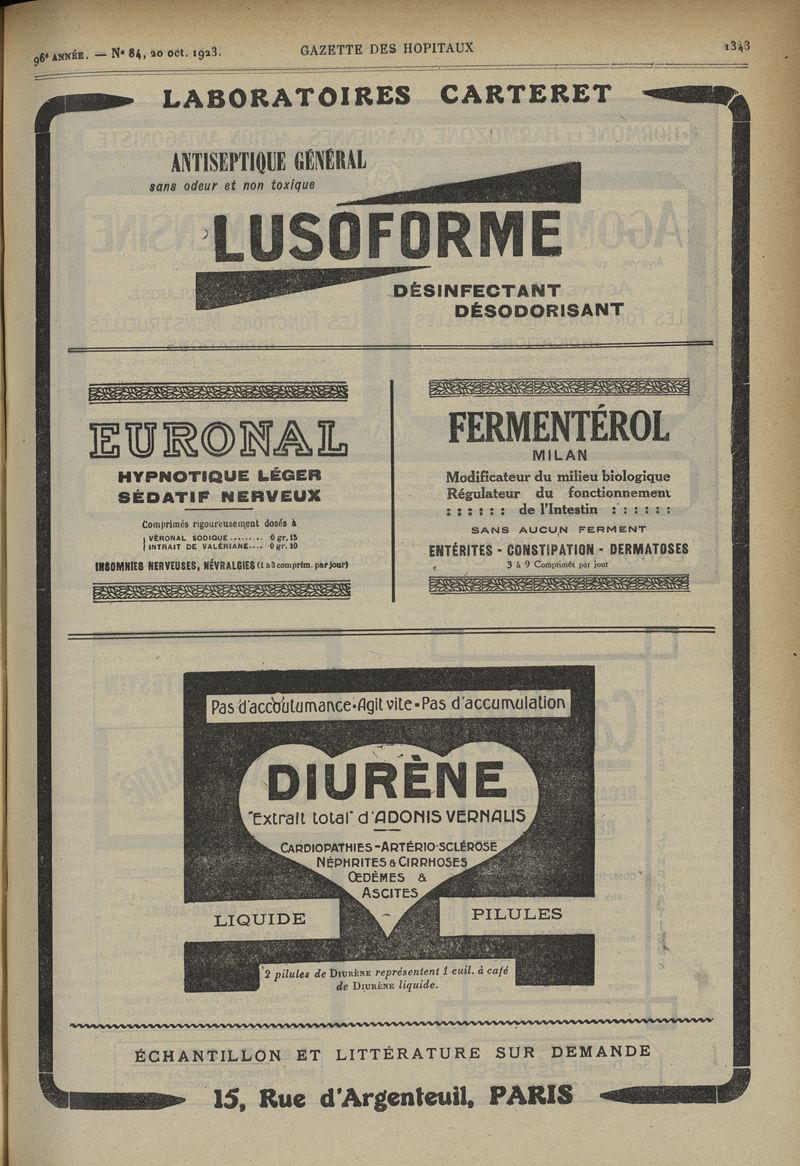 96e ANNÉE. — No 84, 20 oct. 1923.
GAZETTE DES HOPITAUX
1343
LABORATOIRES CARTERET
ANTISEPTIQUE GÉNÉRAL
sans odeur et non toxique
LUSOFORME
DÉSINFECTANT
DÉSODORISANT
EURONAL
HYPNOTIQUE LÉGER
SÉDATIF NERVEUX
Comprimés rigoureusement dosés à
VÉRONAL SODIQUE......... 0 gr. 15
INTRAIT DE VALÉRIANE.... 0 gr. 10
INSOMNIES NERVEUSES, NÉVRALGIES (1 à 3 comprim. par jour)
FERMENTÉROL
MILAN
Modificateur du milieu biologique
Régulateur du fonctionnement
: : : : : : de l'Intestin : : : : : :
SANS AUCUN FERMENT
ENTÉRITES - CONSTIPATION - DERMATOSES
3 à 9 Comprimés par jour
Pas d'accoutumance-Agit vite-Pas d'accumulation
DIURÈNE
"Extrait total" d'ADONIS VERNALIS
CARDIOPATHIES-ARTÉRIO-SCLÉROSE
NÉPHRITES & CIRRHOSES
ŒDÈMES &
ASCITES
LIQUIDE
PILULES
2 pilules de DIURÈNE représentent 1 cuil. à café
de DIURÈNE liquide.
ÉCHANTILLON ET LITTÉRATURE SUR DEMANDE
15, Rue d'Argenteuil, PARIS